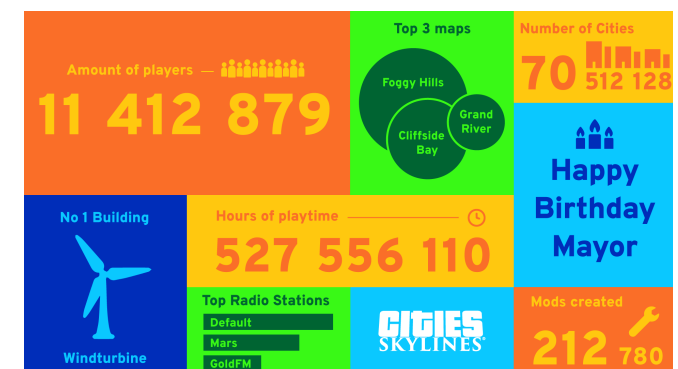 Amount of players
11 412 879
Top 3 maps
Foggy Hills
Cliffside
Bay
Grand
River
Number of Cities
70 512 128
Happy
Birthday
Mayor
No 1 Building
Windturbine
Hours of playtime
527 556 110
Top Radio Stations
Default
Mars
GoldFM
CITIES
SKYLINES
Mods created
212 780